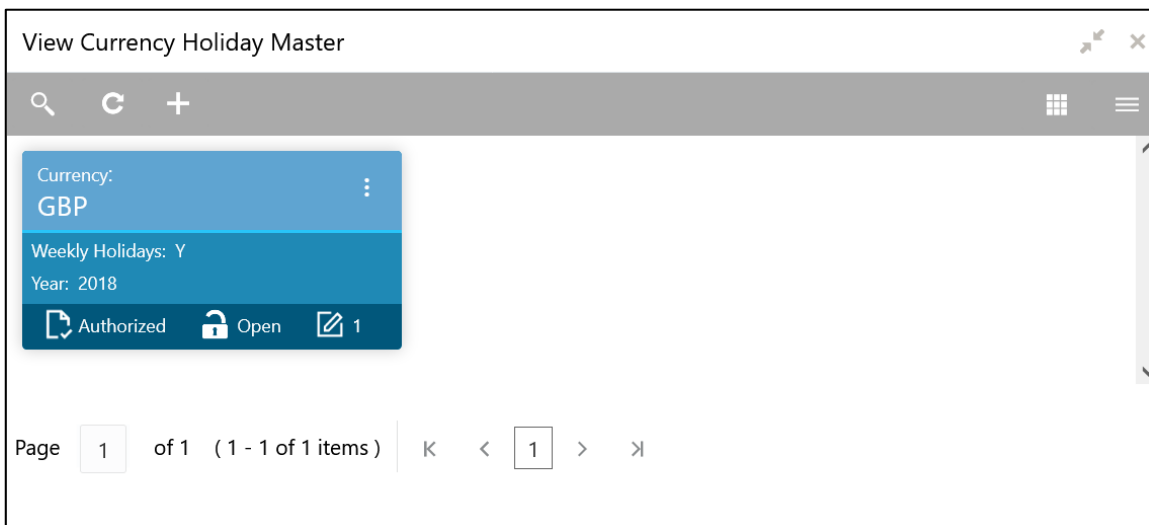 View Currency Holiday Master
Currency:
GBP
Weekly Holidays: Y
Year: 2018
Authorized Open 1
Page 1 of 1 ( 1 - 1 of 1 items ) 1